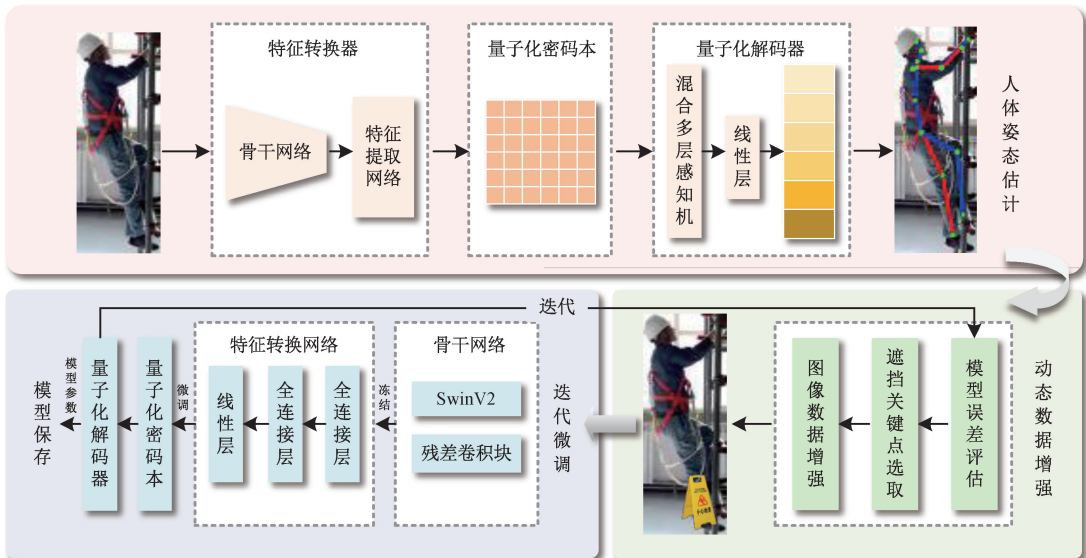 特征转换器
骨干网络
特征提取网络
量子化密码本
量子化解码器
混合多层感知机
线性层
人体姿态估计
迭代
模型误差评估
遮挡关键点选取
图像数据增强
动态数据增强
迭代微调
骨干网络
SwinV2
残差卷积块
冻结
特征转换网络
全连接层
全连接层
线性层
微调
量子化密码本
量子化解码器
模型参数
模型保存